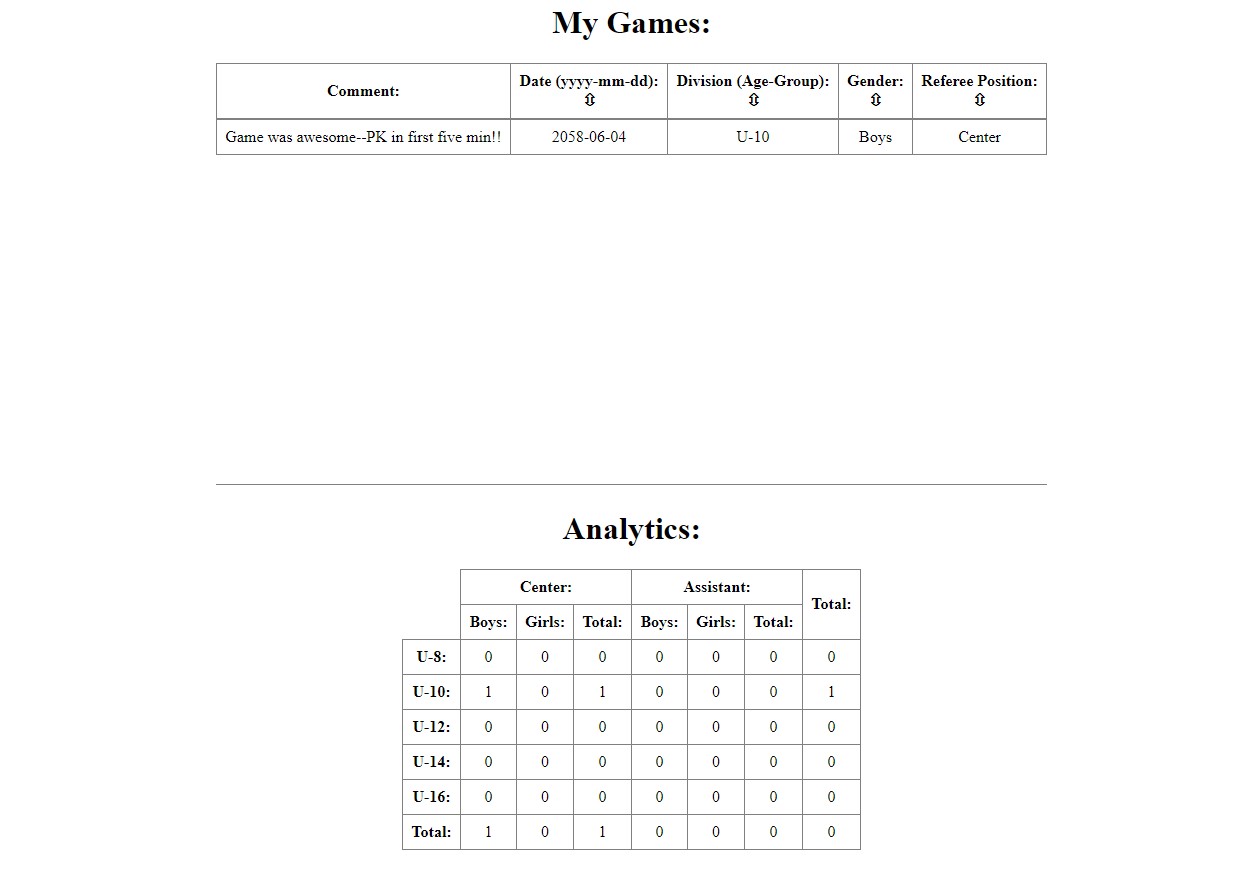 My Games:
Comment: Date (yyyy-mm-dd): ⇳ Division (Age-Group): ⇳ Gender: ⇳ Referee Position: ⇳
Game was awesome--PK in first five min!! 2058-06-04 U-10 Boys Center
Analytics:
Center: Assistant: Total:
Boys: Girls: Total: Boys: Girls: Total:
U-8: 0 0 0 0 0 0 0
U-10: 1 0 1 0 0 0 1
U-12: 0 0 0 0 0 0 0
U-14: 0 0 0 0 0 0 0
U-16: 0 0 0 0 0 0 0
Total: 1 0 1 0 0 0 0